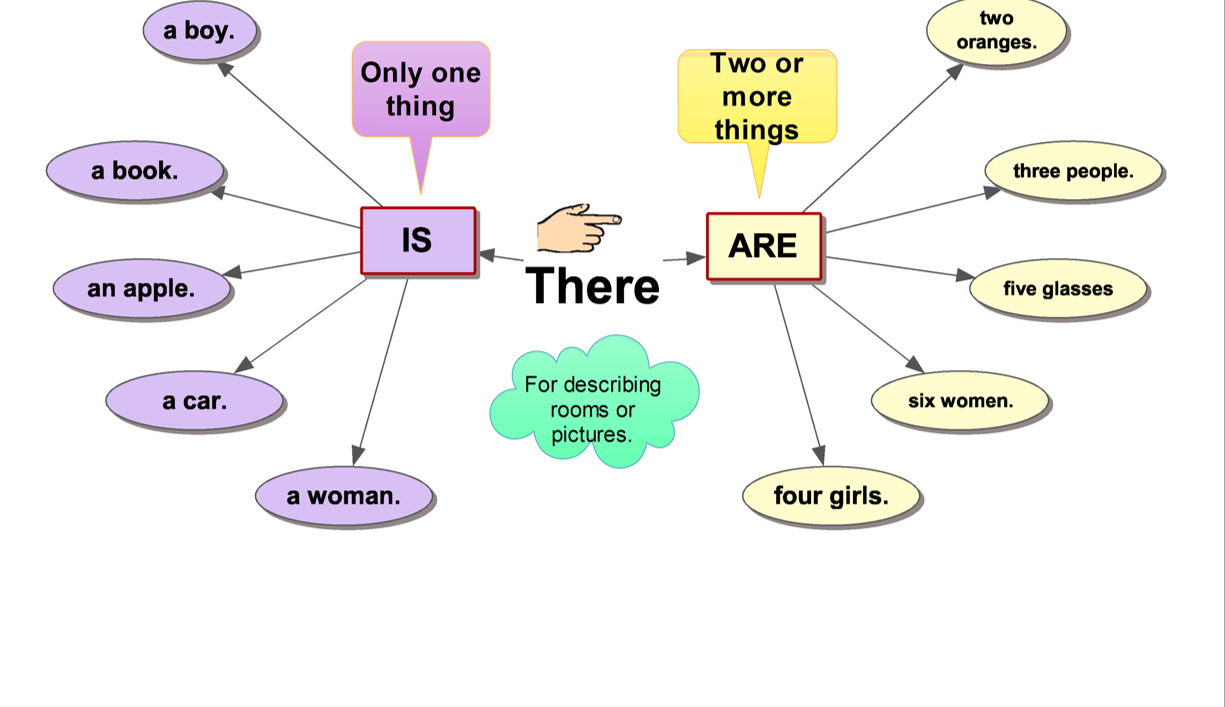 a boy.
Only one
thing
Two or
more
things
two
oranges.
a book.
three people.
IS
There
ARE
an apple.
five glasses
a car.
For describing
rooms or
pictures.
six women.
a woman.
four girls.